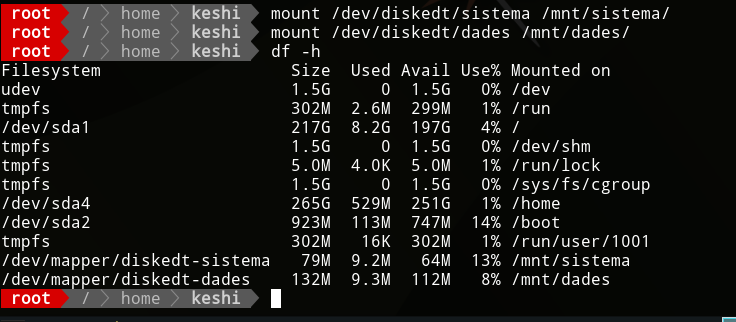 root / home keshi mount /dev/diskedt/sistema /mnt/sistema/
root / home keshi mount /dev/diskedt/dades /mnt/dades/
root / home keshi df -h
Filesystem Size Used Avail Use% Mounted on
udev 1.5G 0 1.5G 0% /dev
tmpfs 302M 2.6M 299M 1% /run
/dev/sda1 217G 8.2G 197G 4% /
tmpfs 1.5G 0 1.5G 0% /dev/shm
tmpfs 5.0M 4.0K 5.0M 1% /run/lock
tmpfs 1.5G 0 1.5G 0% /sys/fs/cgroup
/dev/sda4 265G 529M 251G 1% /home
/dev/sda2 923M 113M 747M 14% /boot
tmpfs 302M 16K 302M 1% /run/user/1001
/dev/mapper/diskedt-sistema 79M 9.2M 64M 13% /mnt/sistema
/dev/mapper/diskedt-dades 132M 9.3M 112M 8% /mnt/dades
root / home keshi